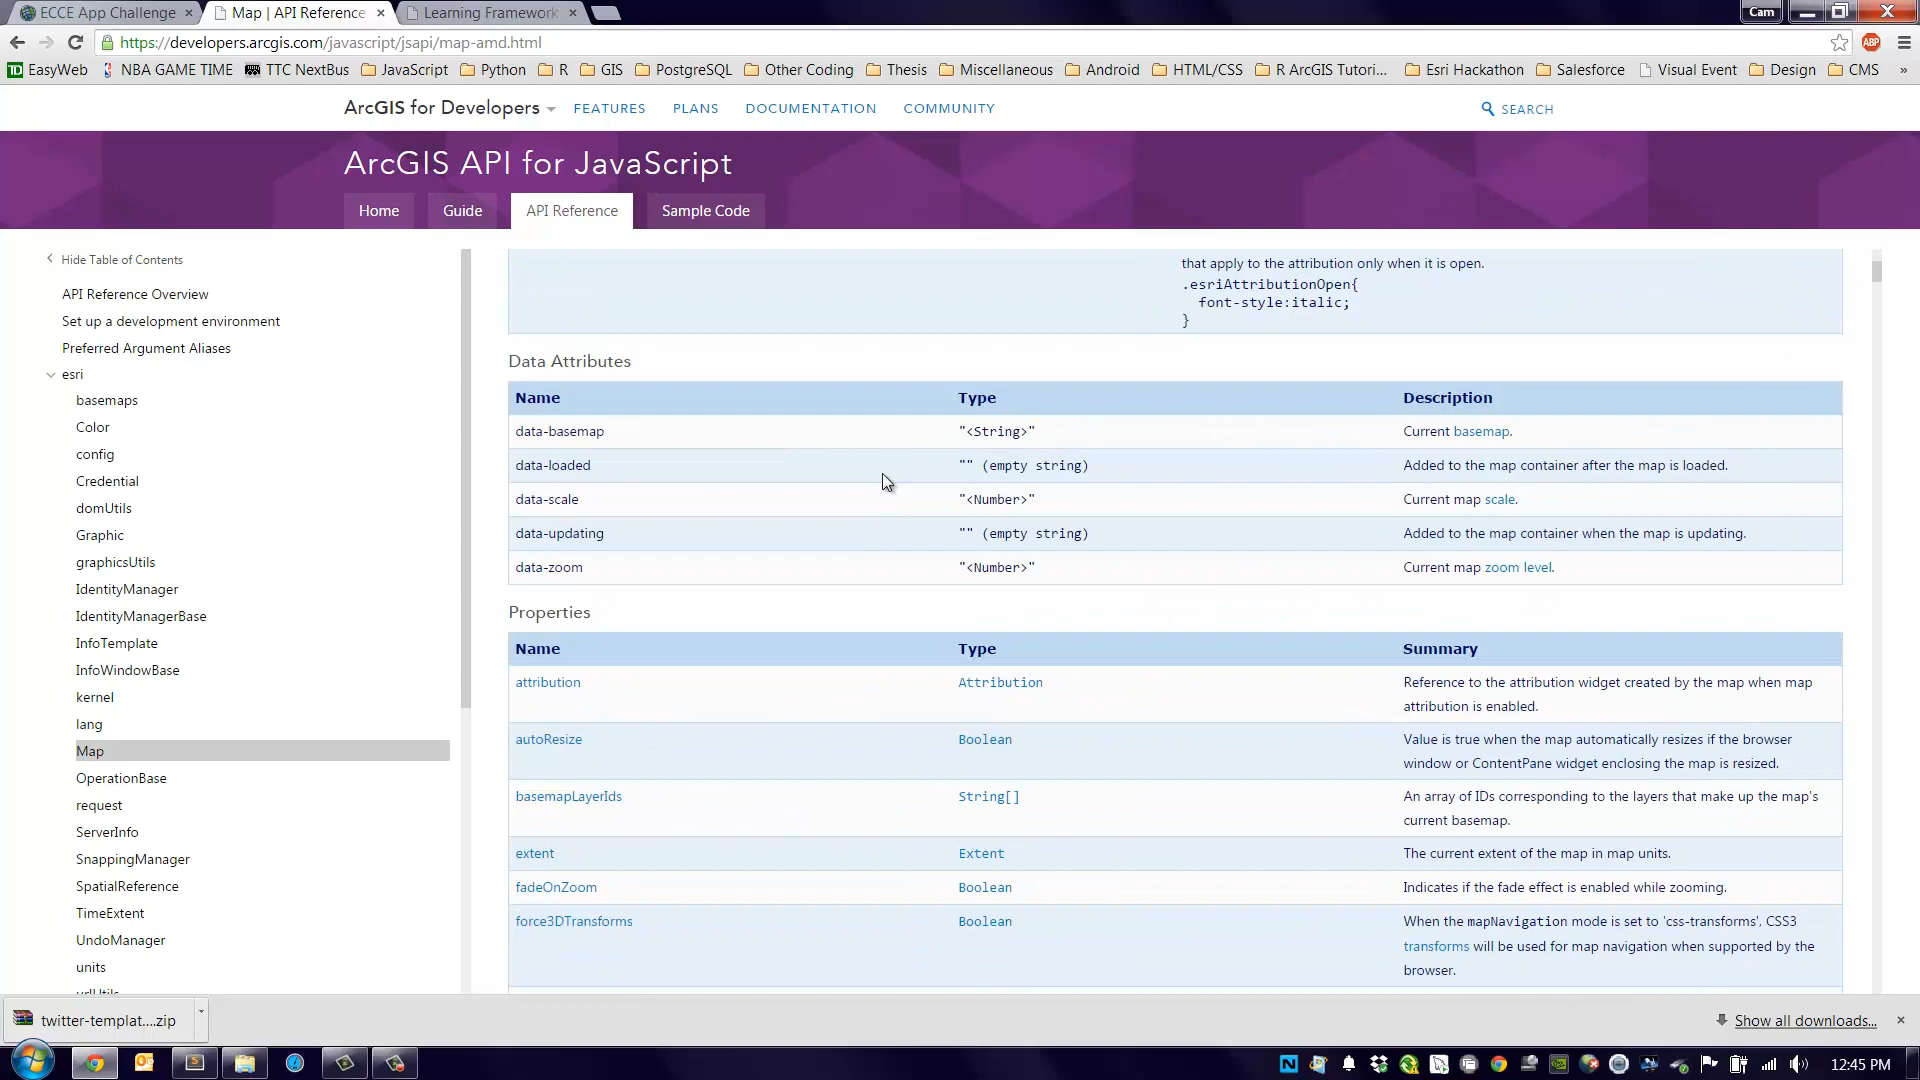 ECCE App Challenge
Map | API Reference
Learning Framework
Cam
https://developers.arcgis.com/javascript/jsapi/map-amd.html
ABP
TD EasyWeb NBA GAME TIME TTC NextBus JavaScript Python R GIS PostgreSQL Other Coding Thesis Miscellaneous Android HTML/CSS R ArcGIS Tutori... Esri Hackathon Salesforce Visual Event Design CMS »
ArcGIS for Developers FEATURES PLANS DOCUMENTATION COMMUNITY SEARCH
ArcGIS API for JavaScript
Home Guide API Reference Sample Code
Hide Table of Contents
API Reference Overview
Set up a development environment
Preferred Argument Aliases
esri
basemaps
Color
config
Credential
domUtils
Graphic
graphicsUtils
IdentityManager
IdentityManagerBase
InfoTemplate
InfoWindowBase
kernel
lang
Map
OperationBase
request
ServerInfo
SnappingManager
SpatialReference
TimeExtent
UndoManager
units
urlUtils
that apply to the attribution only when it is open.
.esriAttributionOpen{
font-style:italic;
}
Data Attributes
Name Type Description
data-basemap "<String>" Current basemap.
data-loaded "" (empty string) Added to the map container after the map is loaded.
data-scale "<Number>" Current map scale.
data-updating "" (empty string) Added to the map container when the map is updating.
data-zoom "<Number>" Current map zoom level.
Properties
Name Type Summary
attribution Attribution Reference to the attribution widget created by the map when map
attribution is enabled.
autoResize Boolean Value is true when the map automatically resizes if the browser
window or ContentPane widget enclosing the map is resized.
basemapLayerIds String[] An array of IDs corresponding to the layers that make up the map's
current basemap.
extent Extent The current extent of the map in map units.
fadeOnZoom Boolean Indicates if the fade effect is enabled while zooming.
force3DTransforms Boolean When the mapNavigation mode is set to 'css-transforms', CSS3
transforms will be used for map navigation when supported by the
browser.
twitter-templat....zip
Show all downloads...
12:45 PM